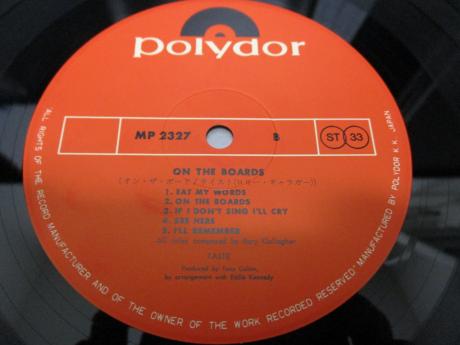 polydor
MP 2327 B ST 33
ON THE BOARDS
(オン・ザ・ボード／テイスト(ロリー・ギャラガー))
1. EAT MY WORDS
2. ON THE BOARDS
3. IF I DON'T SING I'LL CRY
4. SEE HERE
5. I'LL REMEMBER
All titles composed by Rory Gallagher
TASTE
Produced by Tony Colton,
by arrangement with Eddie Kennedy
ALL RIGHTS OF THE RECORD MANUFACTURER AND OF THE OWNER OF THE WORK RECORDED RESERVED/MANUFACTURED BY POLYDOR K.K. JAPAN